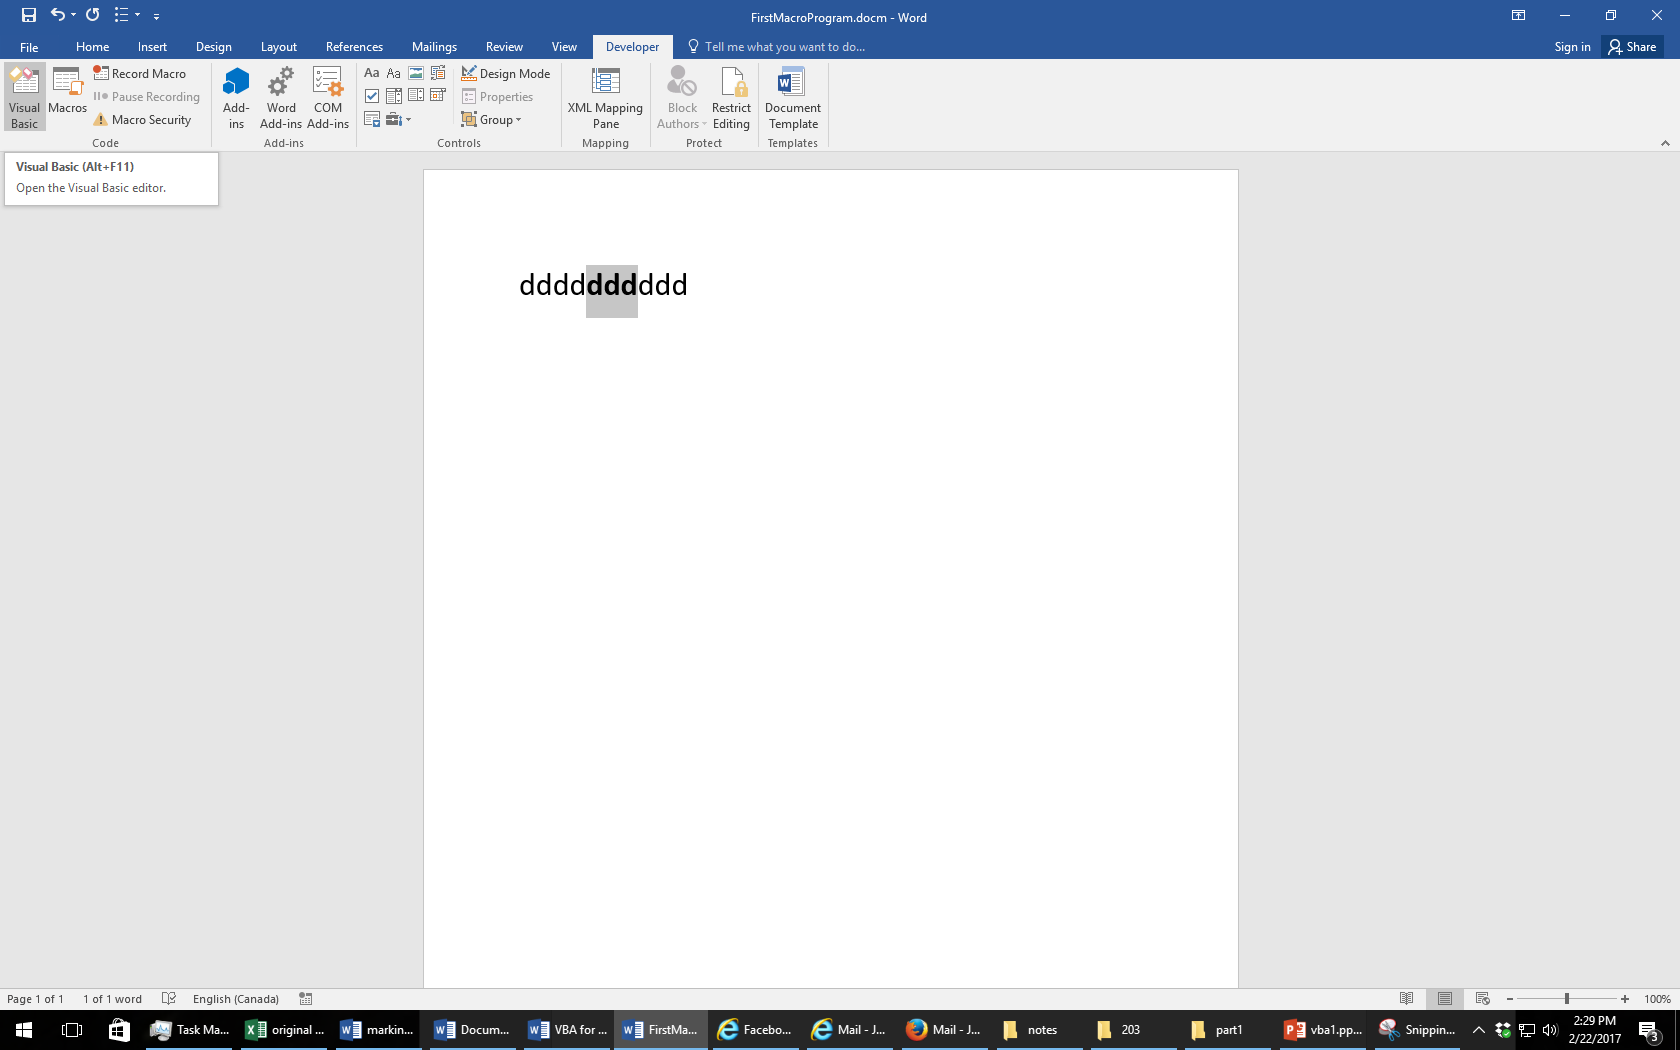 FirstMacroProgram.docm - Word
File Home Insert Design Layout References Mailings Review View Developer Tell me what you want to do... Sign in Share
Visual Basic
Macros
Record Macro
Pause Recording
Macro Security
Code
Add-ins
Word Add-ins
COM Add-ins
Add-ins
Aa Aa
Design Mode
Properties
Group
Controls
XML Mapping Pane
Mapping
Block Authors
Restrict Editing
Protect
Document Template
Templates
Visual Basic (Alt+F11)
Open the Visual Basic editor.
dddddddddd
Page 1 of 1 1 of 1 word English (Canada) 100%
Task Ma... original ... markin... Docum... VBA for ... FirstMa... Facebo... Mail - J... Mail - J... notes 203 part1 vba1.pp... Snippin... 2:29 PM
2/22/2017 3